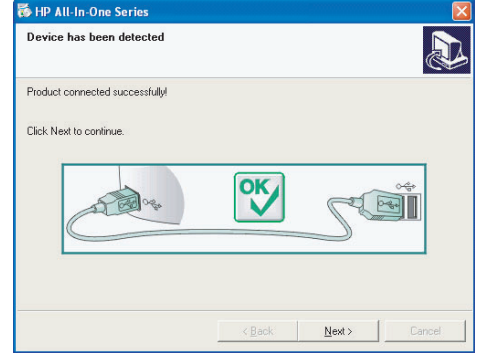 HP All-In-One Series
Device has been detected
Product connected successfully!
Click Next to continue.
OK
< Back Next > Cancel